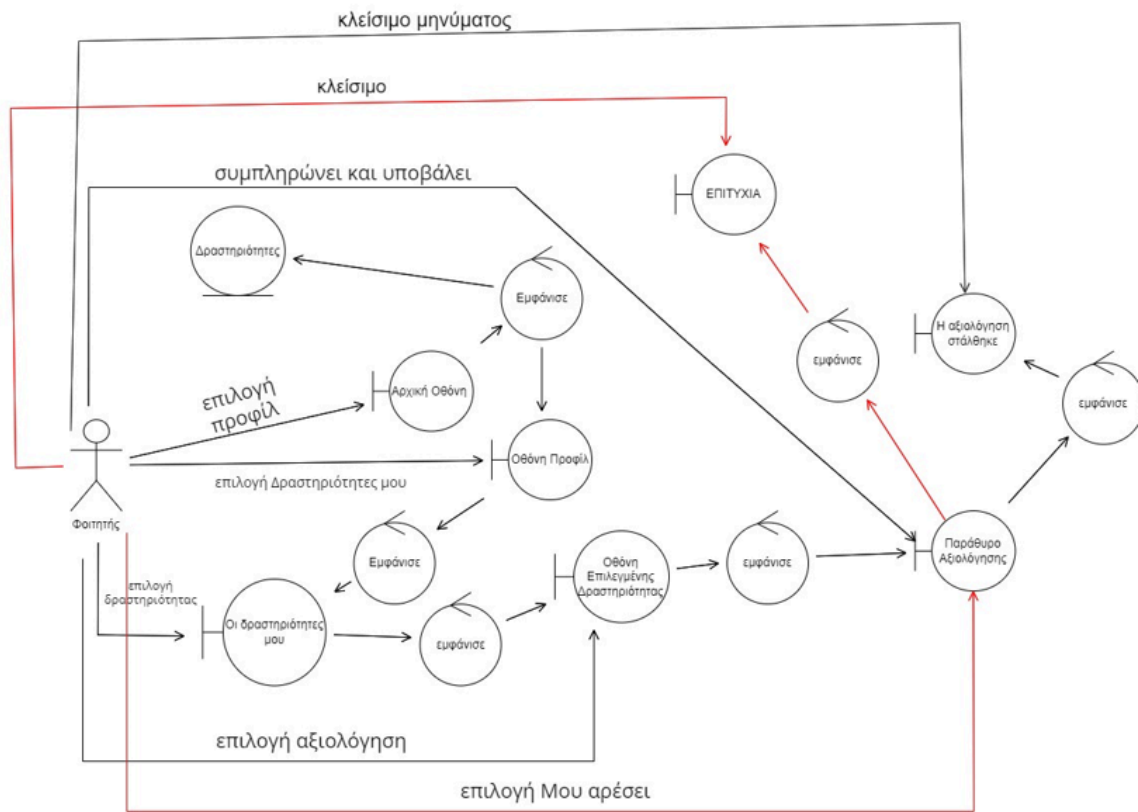 κλείσιμο μηνύματος
κλείσιμο
συμπληρώνει και υποβάλει
ΕΠΙΤΥΧΙΑ
Δραστηριότητες
Εμφάνισε
Η αξιολόγηση
στάλθηκε
εμφάνισε
Αρχική Οθόνη
εμφάνισε
επιλογή
προφίλ
Οθόνη Προφίλ
επιλογή Δραστηριότητες μου
Φοιτητής
Εμφάνισε
Οθόνη
Επιλεγμένης
Δραστηριότητας
εμφάνισε
Παράθυρο
Αξιολόγησης
επιλογή
δραστηριότητας
Οι δραστηριότητες
μου
εμφάνισε
επιλογή αξιολόγηση
επιλογή Μου αρέσει